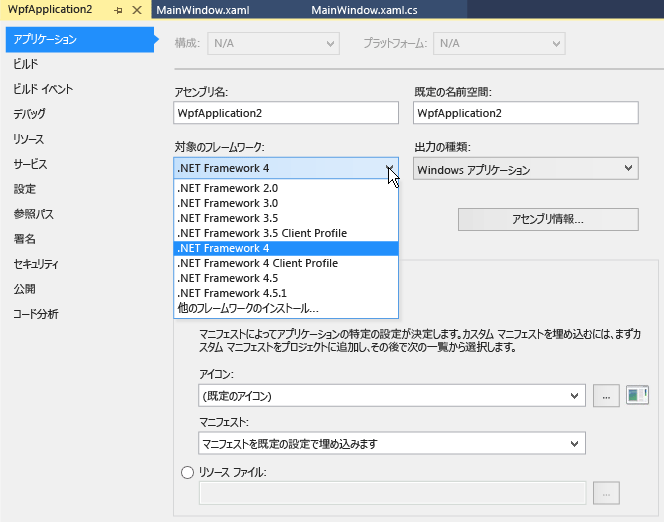 WpfApplication2
MainWindow.xaml
MainWindow.xaml.cs
アプリケーション
ビルド
ビルド イベント
デバッグ
リソース
サービス
設定
参照パス
署名
セキュリティ
公開
コード分析
構成:
N/A
プラットフォーム:
N/A
アセンブリ名:
既定の名前空間:
WpfApplication2
WpfApplication2
対象のフレームワーク:
出力の種類:
.NET Framework 4
Windows アプリケーション
.NET Framework 2.0
.NET Framework 3.0
.NET Framework 3.5
.NET Framework 3.5 Client Profile
.NET Framework 4
.NET Framework 4 Client Profile
.NET Framework 4.5
.NET Framework 4.5.1
他のフレームワークのインストール...
アセンブリ情報...
マニフェストによってアプリケーションの特定の設定が決定します。カスタム マニフェストを埋め込むには、まずカ
スタム マニフェストをプロジェクトに追加し、その後で次の一覧から選択します。
アイコン:
(既定のアイコン)
...
マニフェスト:
マニフェストを既定の設定で埋め込みます
リソース ファイル:
...